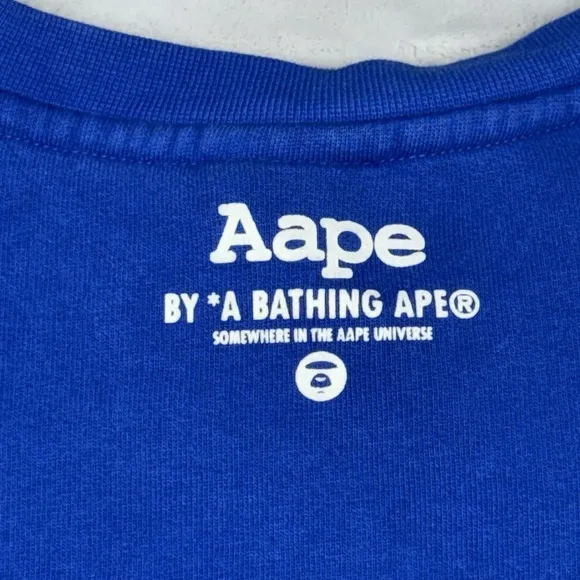 Aape
BY *A BATHING APE®
SOMEWHERE IN THE AAPE UNIVERSE